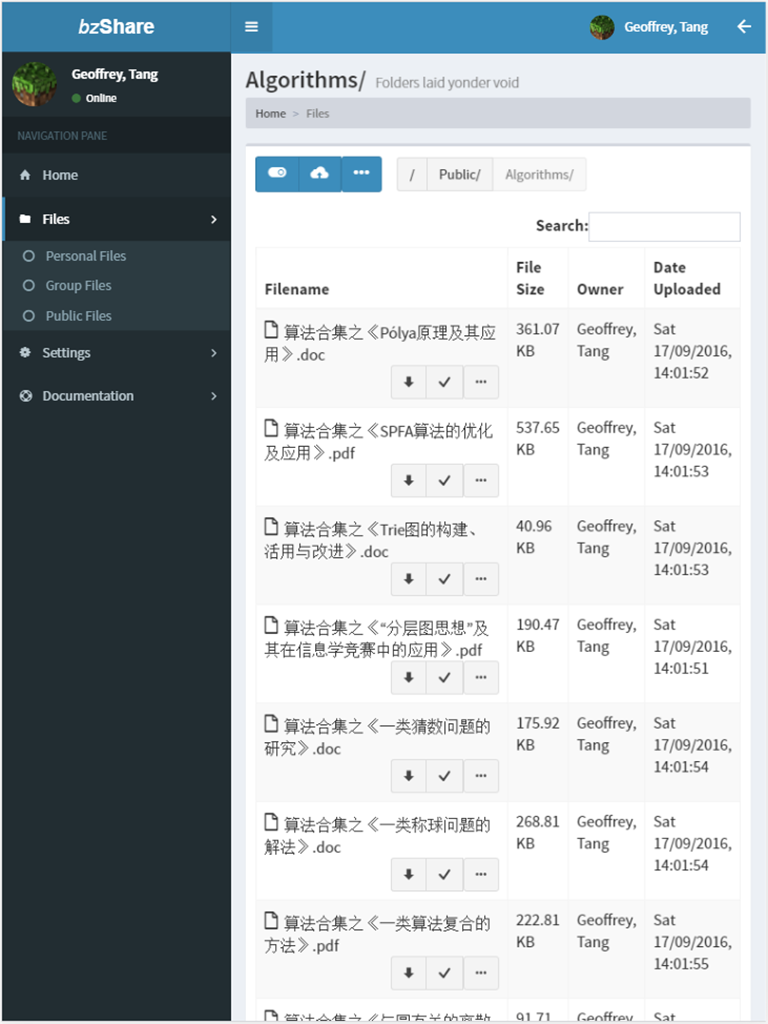 bzShare
Geoffrey, Tang
Geoffrey, Tang
Online
NAVIGATION PANE
Home
Files
Personal Files
Group Files
Public Files
Settings
Documentation
Algorithms/ Folders laid yonder void
Home > Files
/ Public/ Algorithms/
Search:
Filename
File
Size
Owner
Date
Uploaded
算法合集之《Pólya原理及其应
用》.doc
361.07
KB
Geoffrey,
Tang
Sat
17/09/2016,
14:01:52
算法合集之《SPFA算法的优化
及应用》.pdf
537.65
KB
Geoffrey,
Tang
Sat
17/09/2016,
14:01:53
算法合集之《Trie图的构建、
活用与改进》.doc
40.96
KB
Geoffrey,
Tang
Sat
17/09/2016,
14:01:53
算法合集之《“分层图思想”及
其在信息学竞赛中的应用》.pdf
190.47
KB
Geoffrey,
Tang
Sat
17/09/2016,
14:01:51
算法合集之《一类猜数问题的
研究》.doc
175.92
KB
Geoffrey,
Tang
Sat
17/09/2016,
14:01:54
算法合集之《一类称球问题的
解法》.doc
268.81
KB
Geoffrey,
Tang
Sat
17/09/2016,
14:01:54
算法合集之《一类算法复合的
方法》.pdf
222.81
KB
Geoffrey,
Tang
Sat
17/09/2016,
14:01:55
算法合集之《与圆有关的离散
91.71
Geoffrey,
Sat